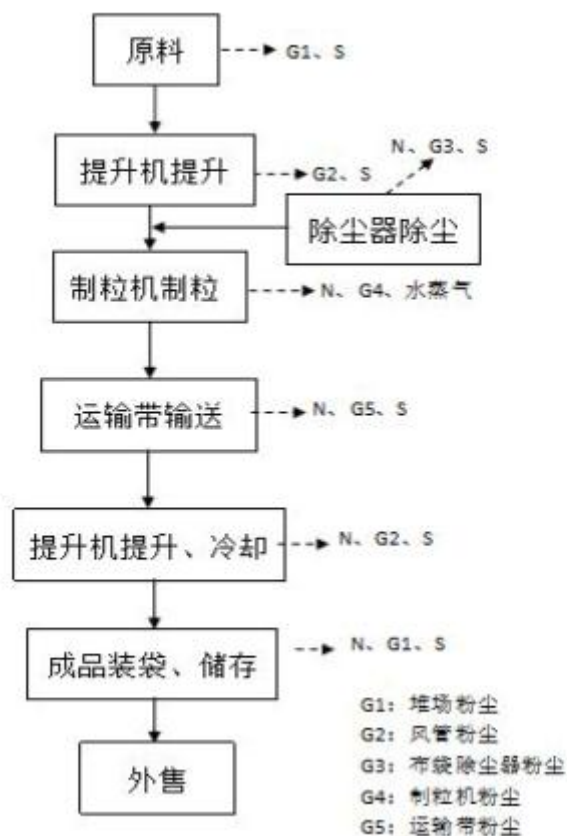 原料
G1、S
提升机提升
G2、S
N、G3、S
除尘器除尘
制粒机制粒
N、G4、水蒸气
运输带输送
N、G5、S
提升机提升、冷却
N、G2、S
成品装袋、储存
N、G1、S
外售
G1：堆场粉尘
G2：风管粉尘
G3：布袋除尘器粉尘
G4：制粒机粉尘
G5：运输带粉尘